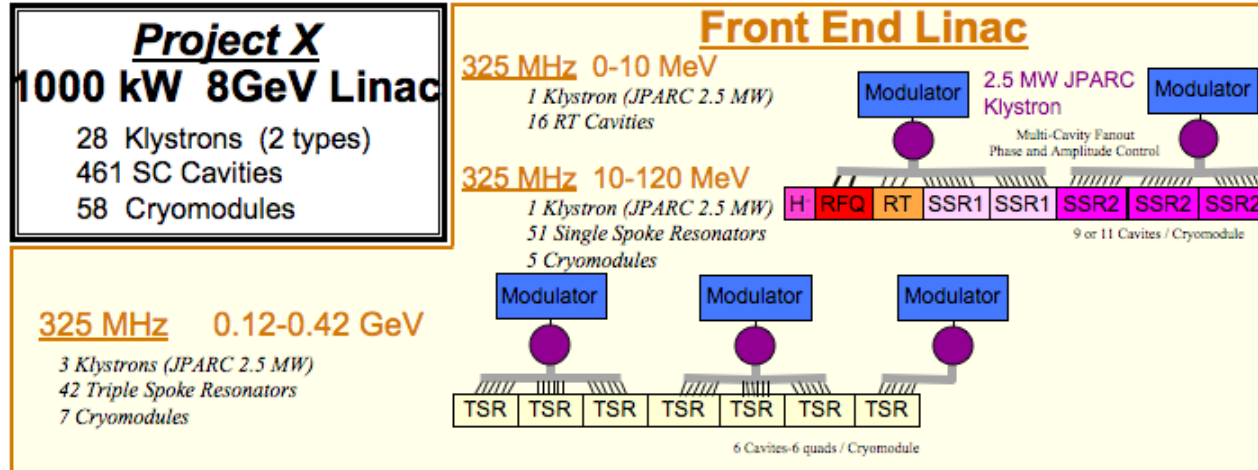 Project X
1000 kW 8GeV Linac
28 Klystrons (2 types)
461 SC Cavities
58 Cryomodules
Front End Linac
325 MHz 0-10 MeV
1 Klystron (JPARC 2.5 MW)
16 RT Cavities
325 MHz 10-120 MeV
1 Klystron (JPARC 2.5 MW)
51 Single Spoke Resonators
5 Cryomodules
Modulator
2.5 MW JPARC
Klystron
Modulator
Multi-Cavity Fanout
Phase and Amplitude Control
H- RFQ RT SSR1 SSR1 SSR2 SSR2 SSR2
9 or 11 Cavites / Cryomodule
325 MHz 0.12-0.42 GeV
3 Klystrons (JPARC 2.5 MW)
42 Triple Spoke Resonators
7 Cryomodules
Modulator Modulator Modulator
TSR TSR TSR TSR TSR TSR TSR
6 Cavites-6 quads / Cryomodule